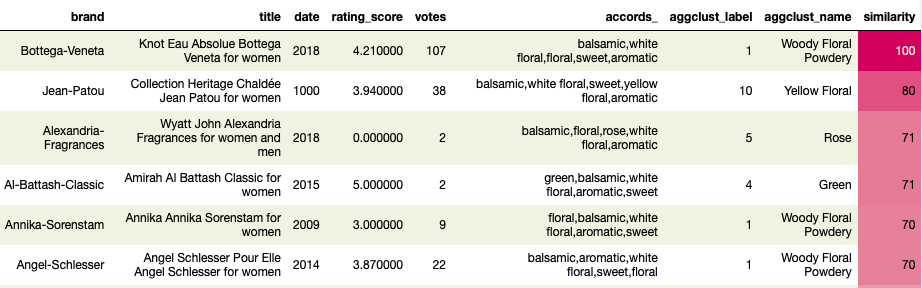 brand title date rating_score votes accords_ aggclust_label aggclust_name similarity
Bottega-Veneta Knot Eau Absolue Bottega Veneta for women 2018 4.210000 107 balsamic,white floral,floral,sweet,aromatic 1 Woody Floral Powdery 100
Jean-Patou Collection Heritage Chaldée Jean Patou for women 1000 3.940000 38 balsamic,white floral,sweet,yellow floral,aromatic 10 Yellow Floral 80
Alexandria-Fragrances Wyatt John Alexandria Fragrances for women and men 2018 0.000000 2 balsamic,floral,rose,white floral,aromatic 5 Rose 71
Al-Battash-Classic Amirah Al Battash Classic for women 2015 5.000000 2 green,balsamic,white floral,aromatic,sweet 4 Green 71
Annika-Sorenstam Annika Annika Sorenstam for women 2009 3.000000 9 floral,balsamic,white floral,aromatic,sweet 1 Woody Floral Powdery 70
Angel-Schlesser Angel Schlesser Pour Elle Angel Schlesser for women 2014 3.870000 22 balsamic,aromatic,white floral,sweet,floral 1 Woody Floral Powdery 70